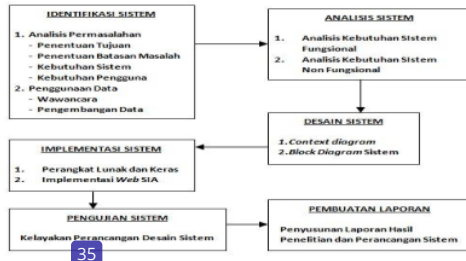 IDENTIFIKASI SISTEM
1. Analisis Permasalahan
- Penentuan Tujuan
- Penentuan Batasan Masalah
- Kebutuhan Sistem
- Kebutuhan Pengguna
2. Penggunaan Data
- Wawancara
- Pengembangan Data
ANALISIS SISTEM
1. Analisis Kebutuhan SIstem
Fungsional
2. Analisis Kebutuhan SIstem
Non Fungsional
DESAIN SISTEM
1.Context diagram
2.Block Diagram Sistem
IMPLEMENTASI SISTEM
1. Perangkat Lunak dan Keras
2. Implementasi Web SIA
PENGUJIAN SISTEM
Kelayakan Perancangan Desain Sistem
PEMBUATAN LAPORAN
Penyusunan Laporan Hasil
Penelitian dan Perancangan Sistem
35